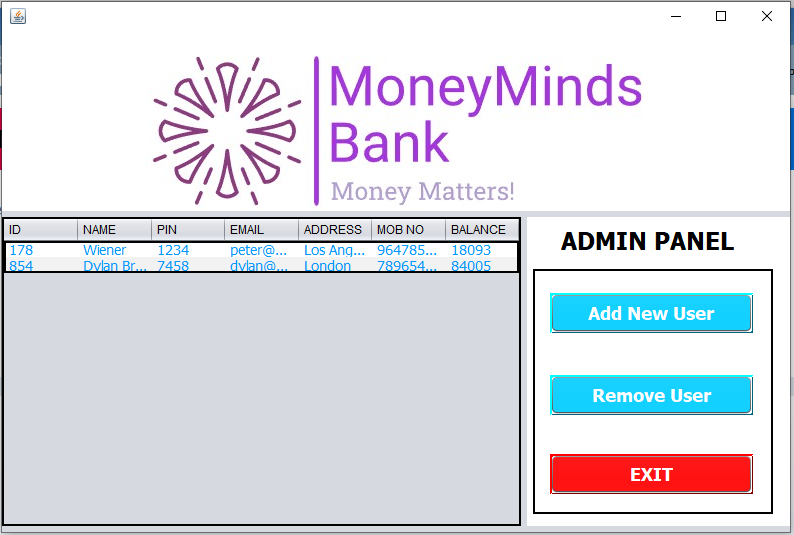 MoneyMinds
Bank
Money Matters!
ID NAME PIN EMAIL ADDRESS MOB NO BALANCE
178 Wiener 1234 peter@... Los Ang... 964785... 18093
854 Dylan Br... 7458 dylan@... London 789654... 84005
ADMIN PANEL
Add New User
Remove User
EXIT